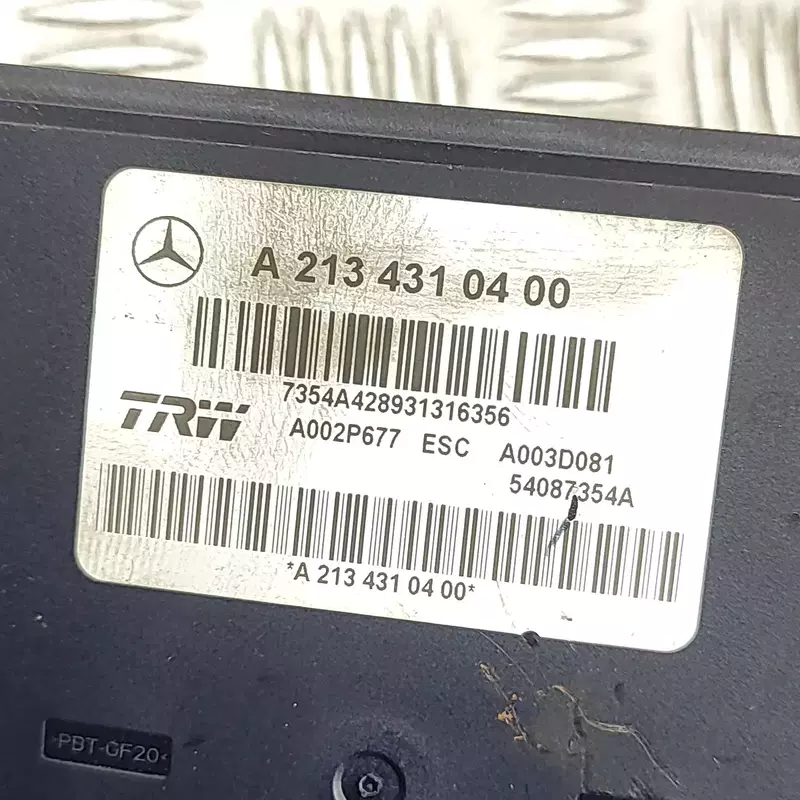 A 213 431 04 00
7354A428931316356
TRW
A002P677 ESC A003D081
54087354A
*A 213 431 04 00*
>PBT-GF20<